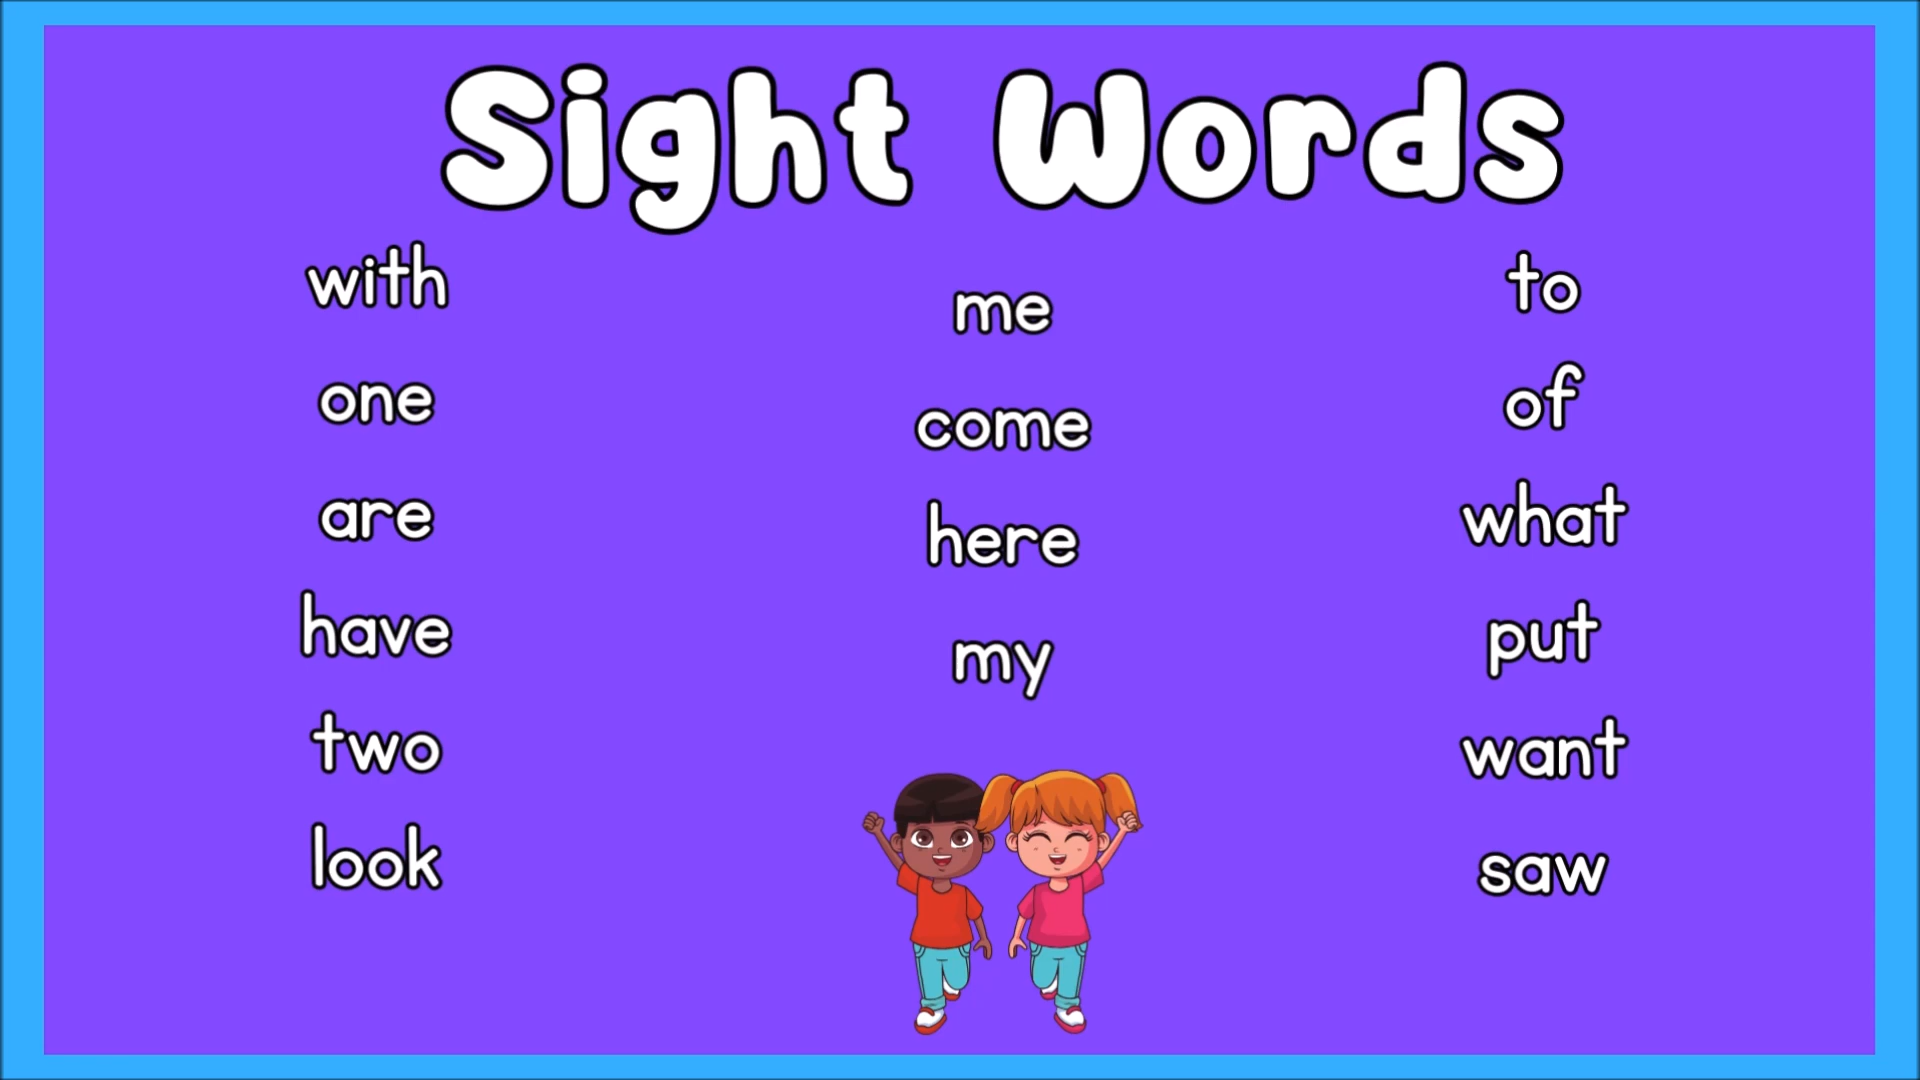 Sight Words
with
one
are
have
two
look
me
come
here
my
to
of
what
put
want
saw